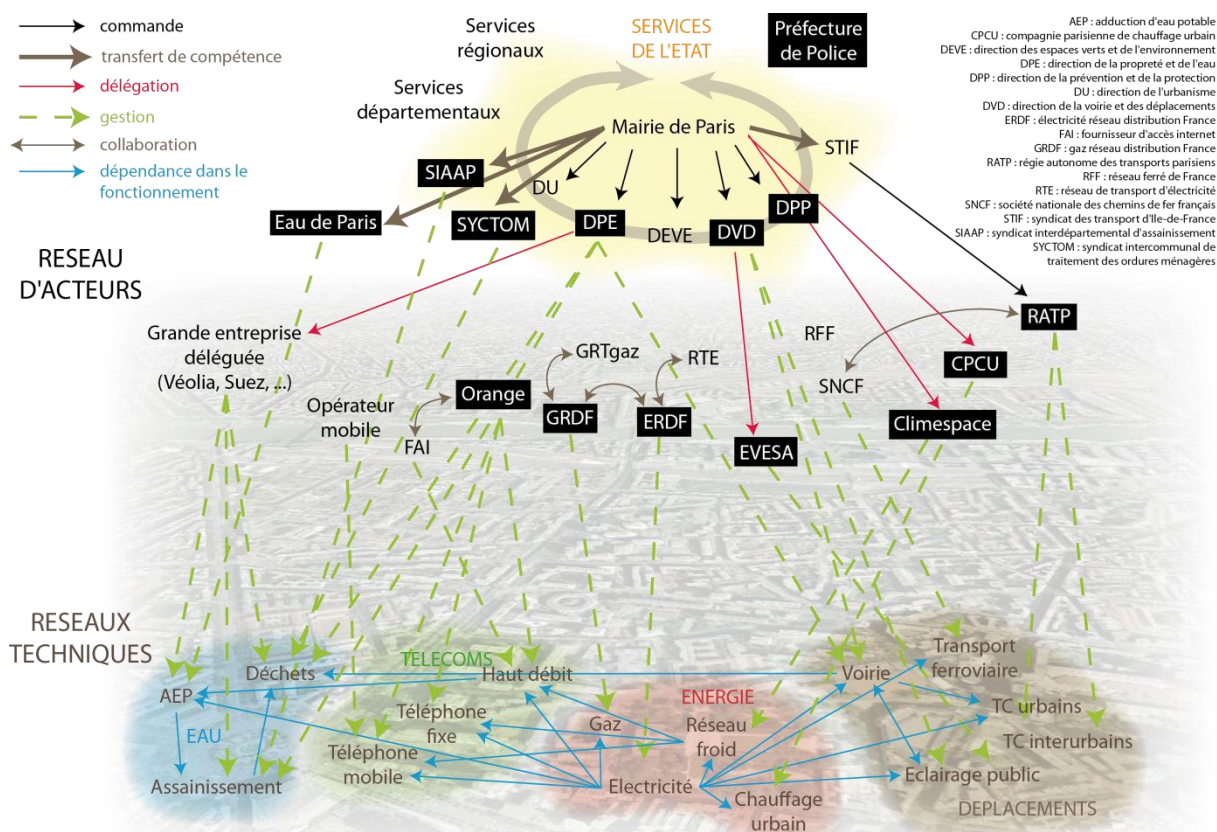 commande
transfert de compétence
délégation
gestion
collaboration
dépendance dans le
fonctionnement
Services
régionaux
SERVICES
DE L'ETAT
Préfecture
de Police
Services
départementaux
Mairie de Paris
STIF
AEP : adduction d'eau potable
CPCU : compagnie parisienne de chauffage urbain
DEVE : direction des espaces verts et de l'environnement
DPE : direction de la propreté et de l'eau
DPP : direction de la prévention et de la protection
DU : direction de l'urbanisme
DVD : direction de la voirie et des déplacements
ERDF : électricité réseau distribution France
FAI : fournisseur d'accès internet
GRDF : gaz réseau distribution France
RATP : régie autonome des transports parisiens
RFF : réseau ferré de France
RTE : réseau de transport d'électricité
SNCF : société nationale des chemins de fer français
STIF : syndicat des transport d'Ile-de-France
SIAAP : syndicat interdépartemental d'assainissement
SYCTOM : syndicat intercommunal de
traitement des ordures ménagères
SIAAP
DU
Eau de Paris
SYCTOM
DPE
DEVE
DVD
DPP
RESEAU
D'ACTEURS
Grande entreprise
déléguée
(Véolia, Suez, ...)
GRTgaz
RTE
RFF
RATP
SNCF
CPCU
Opérateur
mobile
Orange
FAI
GRDF
ERDF
EVESA
Climespace
RESEAUX
TECHNIQUES
Déchets
TELECOMS
Haut débit
Voirie
Transport
ferroviaire
AEP
EAU
Téléphone
fixe
ENERGIE
Gaz
Réseau
froid
TC urbains
TC interurbains
Assainissement
Téléphone
mobile
Electricité
Chauffage
urbain
Eclairage public
DEPLACEMENTS